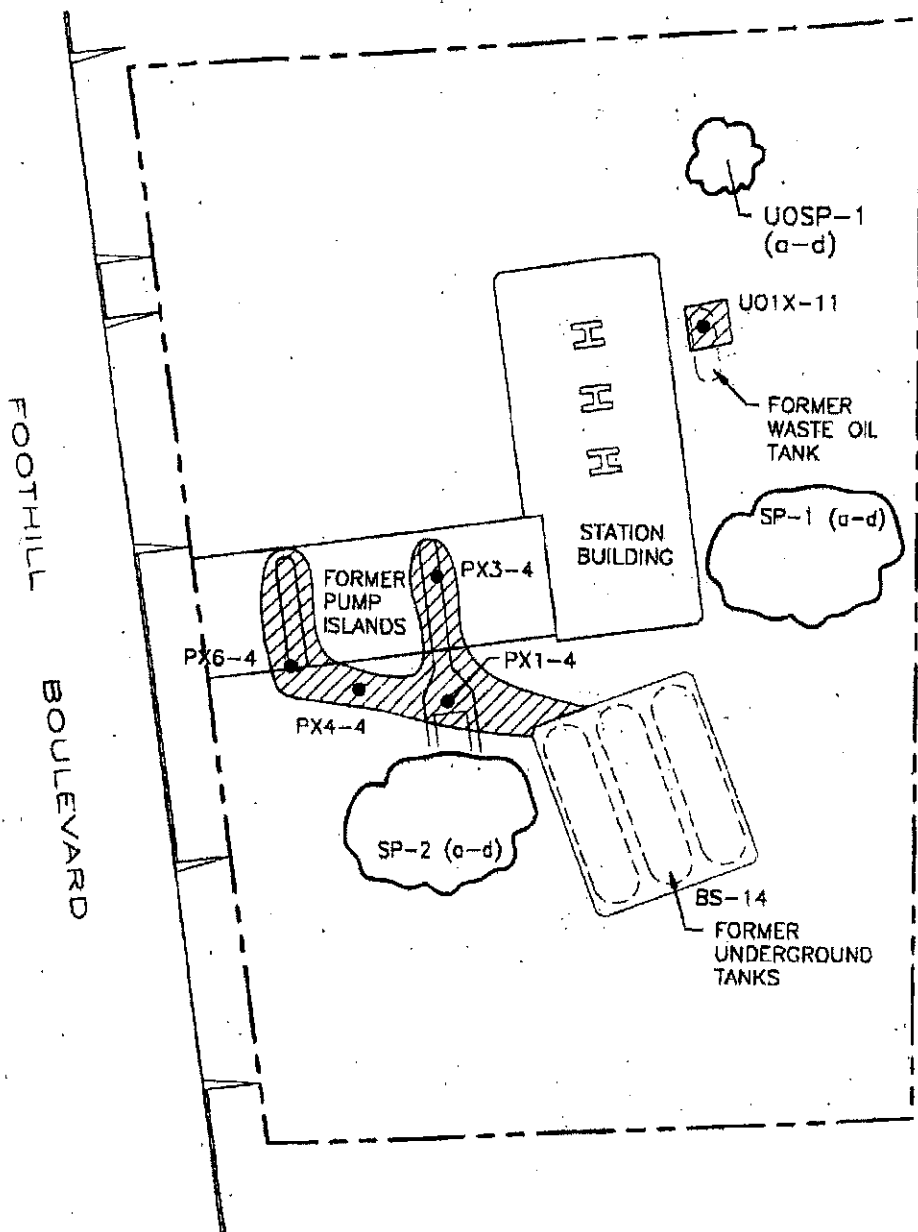 UOSP-1
(a-d)
UO1X-11
FORMER
WASTE OIL
TANK
SP-1 (a-d)
STATION
BUILDING
FOOTHILL BOULEVARD
FORMER
PUMP
ISLANDS
PX3-4
PX6-4
PX1-4
PX4-4
SP-2 (a-d)
BS-14
FORMER
UNDERGROUND
TANKS